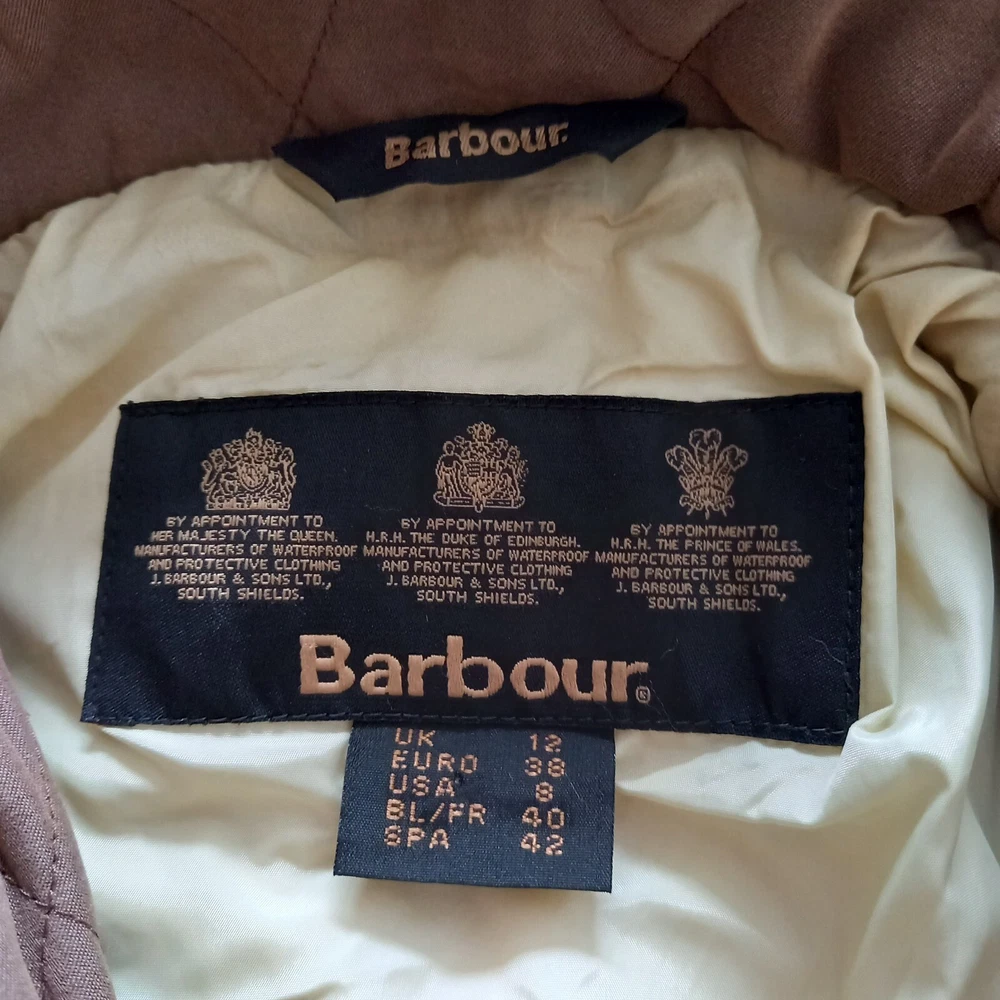 Barbour
BY APPOINTMENT TO
HER MAJESTY THE QUEEN.
MANUFACTURERS OF WATERPROOF
AND PROTECTIVE CLOTHING
J. BARBOUR & SONS LTD.,
SOUTH SHIELDS.
BY APPOINTMENT TO
H.R.H. THE DUKE OF EDINBURGH.
MANUFACTURERS OF WATERPROOF
AND PROTECTIVE CLOTHING
J. BARBOUR & SONS LTD.,
SOUTH SHIELDS.
BY APPOINTMENT TO
H.R.H. THE PRINCE OF WALES.
MANUFACTURERS OF WATERPROOF
AND PROTECTIVE CLOTHING
J. BARBOUR & SONS LTD.,
SOUTH SHIELDS.
Barbour®
UK 12
EURO 38
USA 8
BL/FR 40
SPA 42